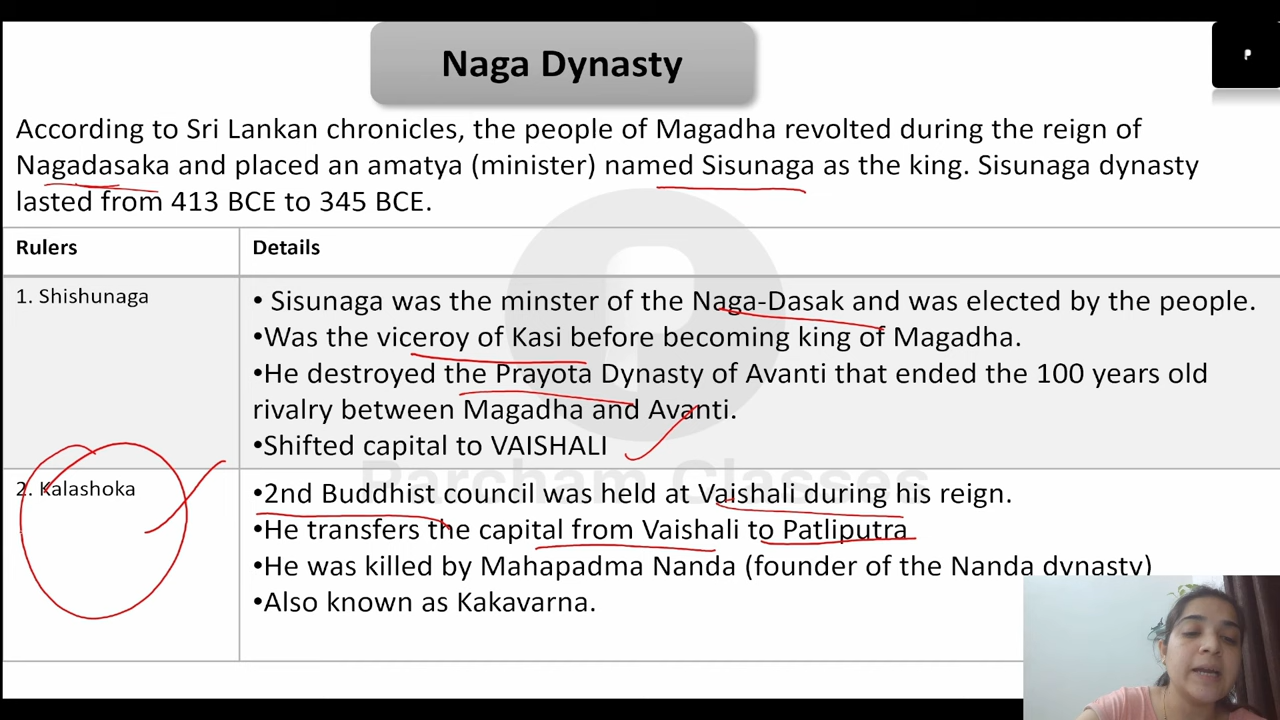 Naga Dynasty
According to Sri Lankan chronicles, the people of Magadha revolted during the reign of
Nagadasaka and placed an amatya (minister) named Sisunaga as the king. Sisunaga dynasty
lasted from 413 BCE to 345 BCE.
Rulers
Details
1. Shishunaga
• Sisunaga was the minster of the Naga-Dasak and was elected by the people.
•Was the viceroy of Kasi before becoming king of Magadha.
•He destroyed the Prayota Dynasty of Avanti that ended the 100 years old
rivalry between Magadha and Avanti.
•Shifted capital to VAISHALI
2. Kalashoka
•2nd Buddhist council was held at Vaishali during his reign.
•He transfers the capital from Vaishali to Patliputra
•He was killed by Mahapadma Nanda (founder of the Nanda dynasty)
•Also known as Kakavarna.
Parcham Classes